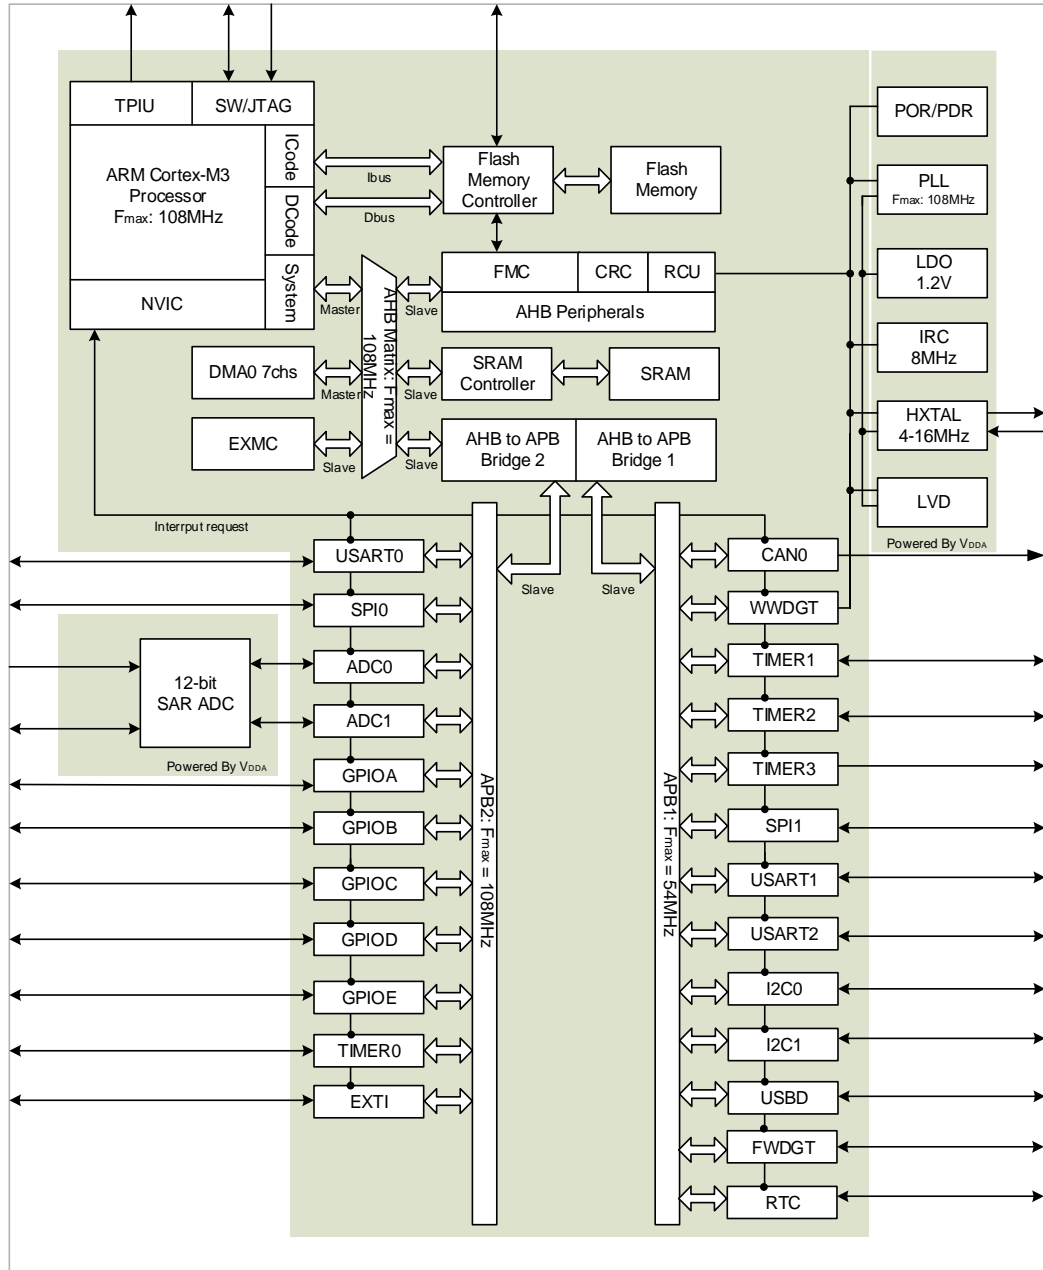 TPIU
SW/JTAG
POR/PDR
ARM Cortex-M3
Processor
Fmax: 108MHz
ICode
DCode
System
NVIC
Ibus
Dbus
Flash
Memory
Controller
Flash
Memory
PLL
Fmax: 108MHz
FMC
CRC
RCU
AHB Peripherals
LDO
1.2V
Master
Slave
AHB Matrix: Fmax =
108MHz
IRC
8MHz
DMA0 7chs
Master
Slave
SRAM
Controller
SRAM
HXTAL
4-16MHz
EXMC
Slave
Slave
AHB to APB
Bridge 2
AHB to APB
Bridge 1
LVD
Powered By VDDA
Interrput request
Slave
Slave
USART0
SPI0
ADC0
ADC1
GPIOA
GPIOB
GPIOC
GPIOD
GPIOE
TIMER0
EXTI
12-bit
SAR ADC
Powered By VDDA
APB2: Fmax = 108MHz
APB1: Fmax = 54MHz
CAN0
WWDGT
TIMER1
TIMER2
TIMER3
SPI1
USART1
USART2
I2C0
I2C1
USBD
FWDGT
RTC